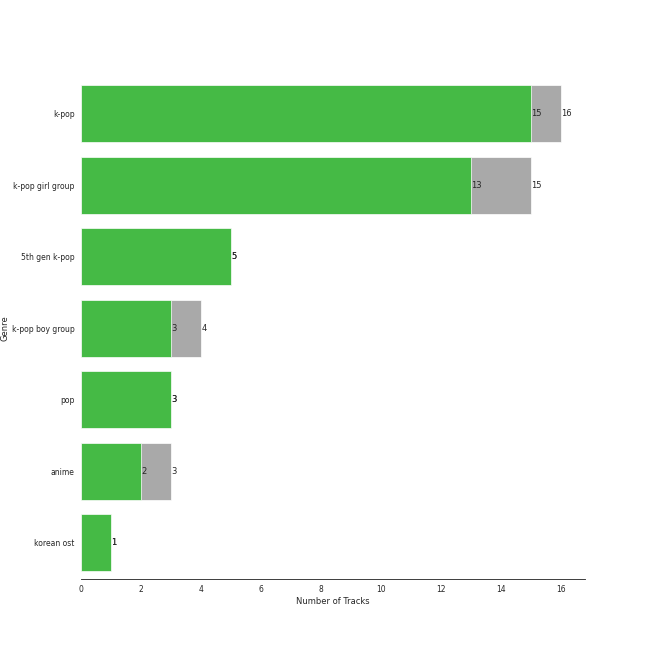 k-pop 15 16
k-pop girl group 13 15
5th gen k-pop 5
k-pop boy group 3 4
pop 3
anime 2 3
korean ost 1
0 2 4 6 8 10 12 14 16
Number of Tracks
Genre